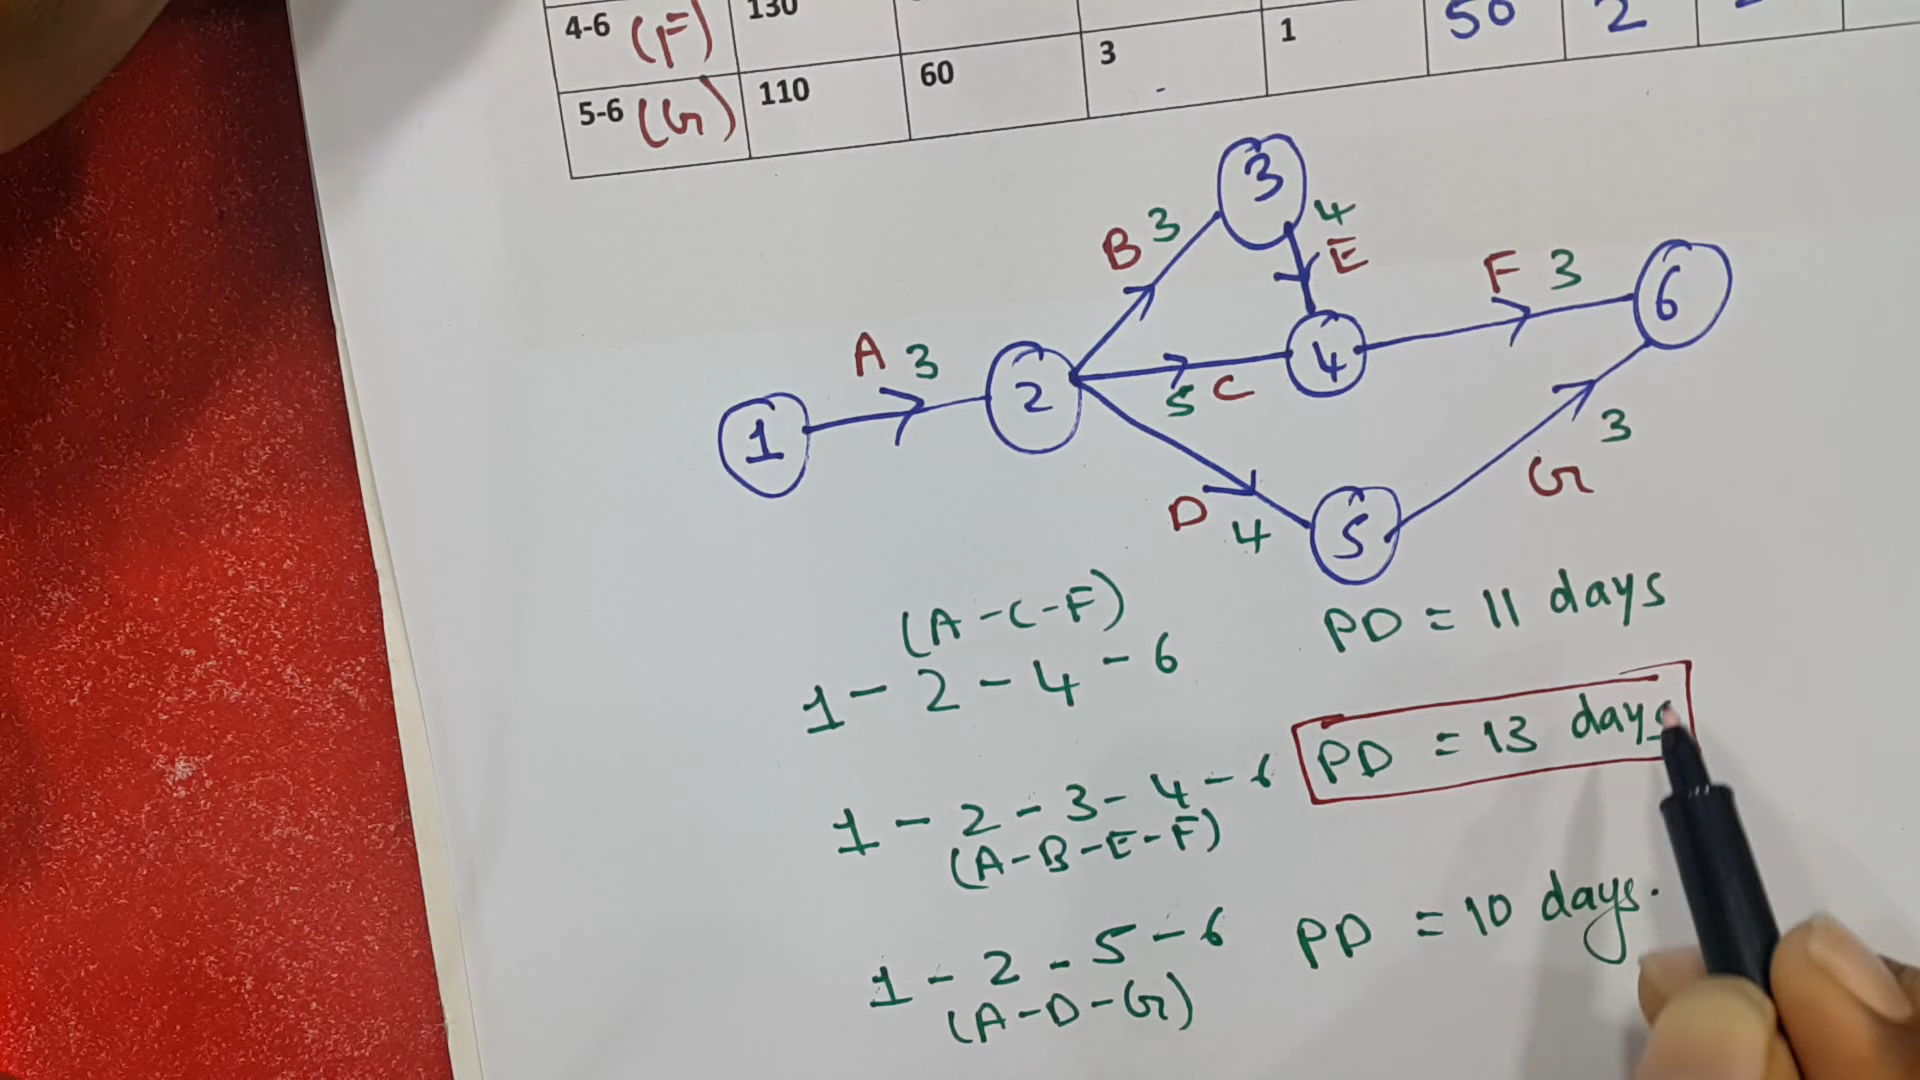 4-6 (F) 130 50 2
5-6 (G) 110 60 3 1
3
B 3
4
E
F 3
6
A 3
2
4
5 C
1
3
G
D 4
5
(A-C-F)
1 - 2 - 4 - 6 PD = 11 days
1 - 2 - 3 - 4 - 6 PD = 13 days
(A-B-E-F)
1 - 2 - 5 - 6 PD = 10 days.
(A-D-G)